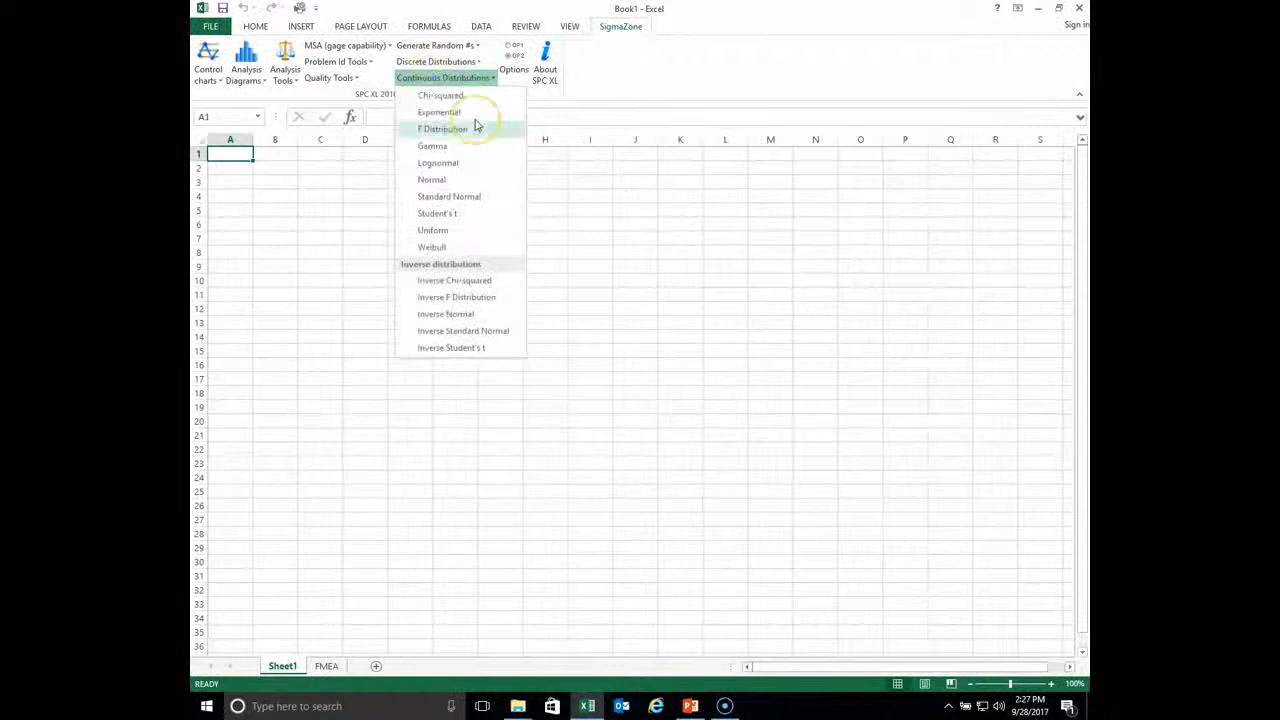 Book1 - Excel
?
Sign in
FILE HOME INSERT PAGE LAYOUT FORMULAS DATA REVIEW VIEW SigmaZone
Control charts
Analysis Diagrams
Analysis Tools
MSA (gage capability)
Problem Id Tools
Quality Tools
Generate Random #s
Discrete Distributions
Continuous Distributions
OP1
OP2
Options
About SPC XL
SPC XL 201
A1
fx
Chi-squared
Exponential
F Distribution
Gamma
Lognormal
Normal
Standard Normal
Student's t
Uniform
Weibull
Inverse distributions
Inverse Chi-squared
Inverse F Distribution
Inverse Normal
Inverse Standard Normal
Inverse Student's t
A B C D H I J K L M N O P Q R S
1
2
3
4
5
6
7
8
9
10
11
12
13
14
15
16
17
18
19
20
21
22
23
24
25
26
27
28
29
30
31
32
33
34
35
36
Sheet1 FMEA
READY
100%
Type here to search
2:27 PM
9/28/2017